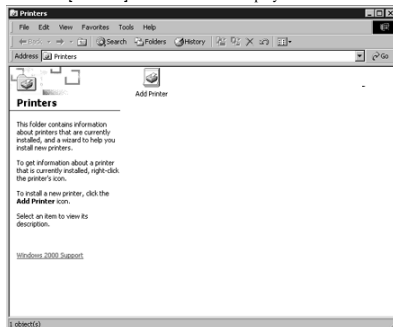 Printers
File Edit View Favorites Tools Help
Back Search Folders History
Address Printers Go
Printers
Add Printer
This folder contains information
about printers that are currently
installed, and a wizard to help you
install new printers.
To get information about a printer
that is currently installed, right-click
the printer's icon.
To install a new printer, click the
Add Printer icon.
Select an item to view its
description.
Windows 2000 Support
1 object(s)